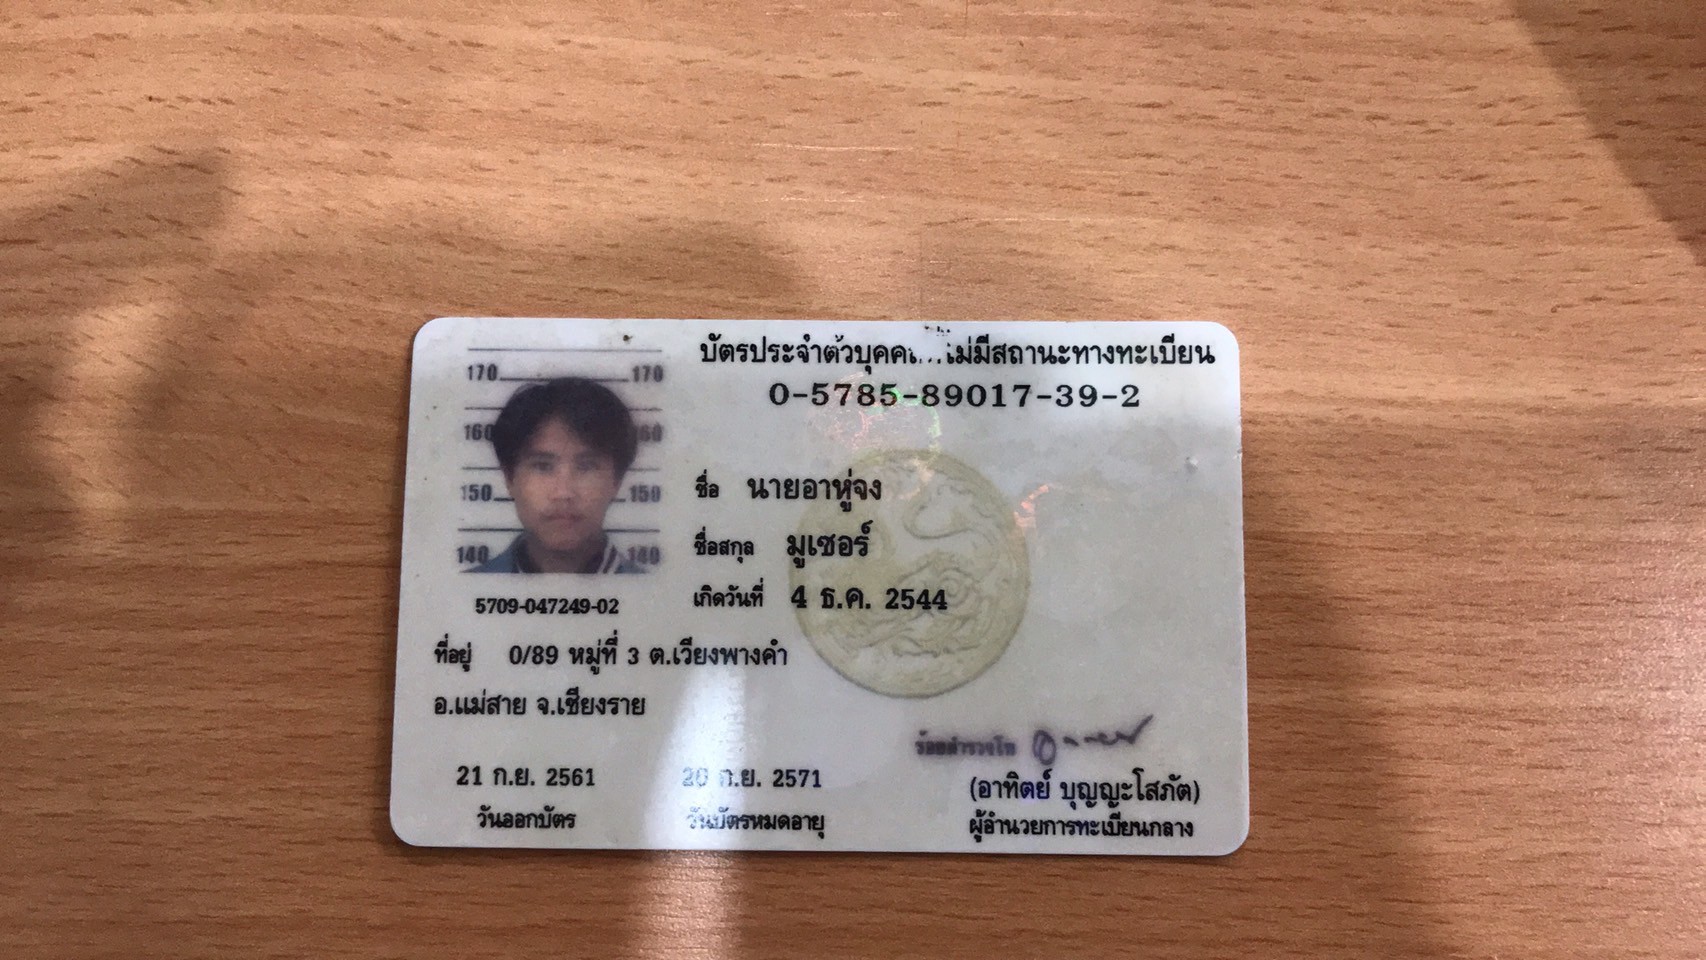 บัตรประจำตัวบุคค ไม่มีสถานะทางทะเบียน
0-5785-89017-39-2
170 170
160 60
150 150
140 140
ชื่อ นายอาหู่จง
ชื่อสกุล มูเซอร์
เกิดวันที่ 4 ธ.ค. 2544
5709-047249-02
ที่อยู่ 0/89 หมู่ที่ 3 ต.เวียงพางคำ
อ.แม่สาย จ.เชียงราย
21 ก.ย. 2561
วันออกบัตร
20 ก.ย. 2571
วันบัตรหมดอายุ
ร้อยตำรวจโท
(อาทิตย์ บุญญะโสภัต)
ผู้อำนวยการทะเบียนกลาง